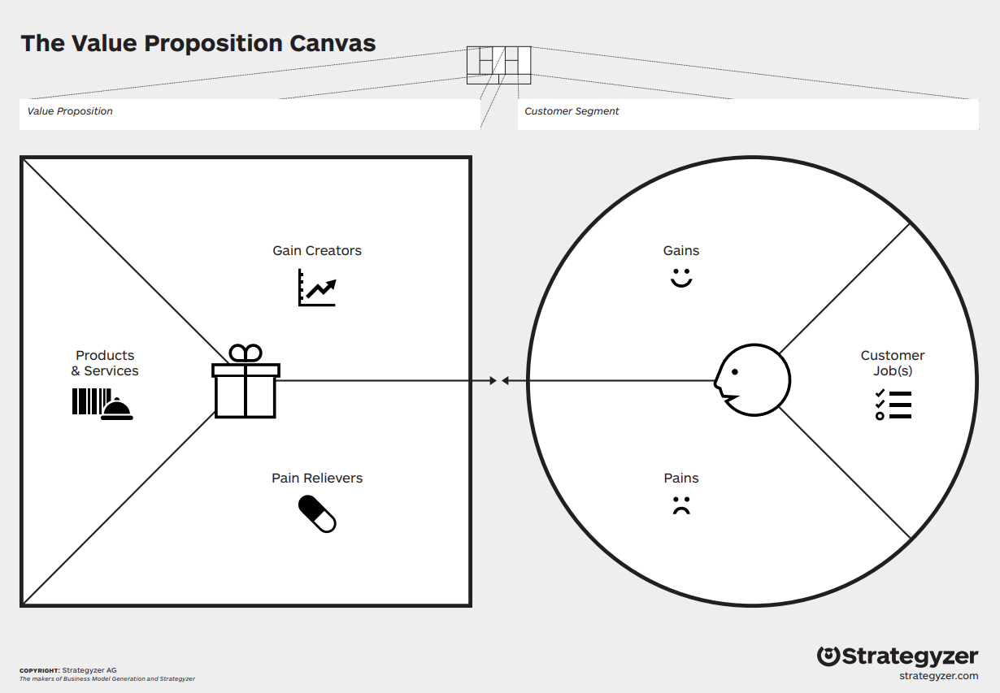 The Value Proposition Canvas
Value Proposition
Customer Segment
Gain Creators
Gains
Products
& Services
Customer
Job(s)
Pain Relievers
Pains
COPYRIGHT: Strategyzer AG
The makers of Business Model Generation and Strategyzer
Strategyzer
strategyzer.com